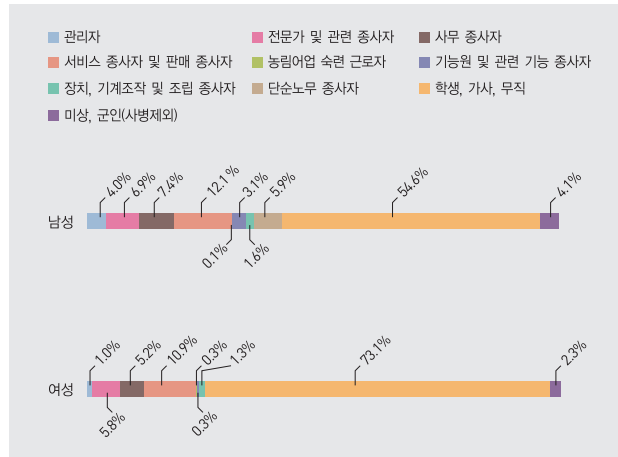 관리자 전문가 및 관련 종사자 사무 종사자
서비스 종사자 및 판매 종사자 농림어업 숙련 근로자 기능원 및 관련 기능 종사자
장치, 기계조작 및 조립 종사자 단순노무 종사자 학생, 가사, 무직
미상, 군인(사병제외)
4.0% 6.9% 7.4% 12.1 % 3.1% 5.9% 54.6% 4.1%
남성
0.1% 1.6%
1.0% 5.2% 10.9% 0.3% 1.3% 73.1% 2.3%
여성
5.8% 0.3%